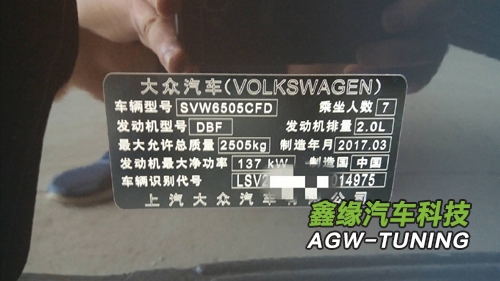 大众汽车(VOLKSWAGEN)
车辆型号 SVW6505CFD 乘坐人数 7
发动机型号 DBF 发动机排量 2.0L
最大允许总质量 2505kg 制造年月 2017.03
发动机最大净功率 137 kW 制造国 中国
车辆识别代号 LSV 014975
上汽大众汽车有限公司
鑫缘汽车科技
AGW-TUNING